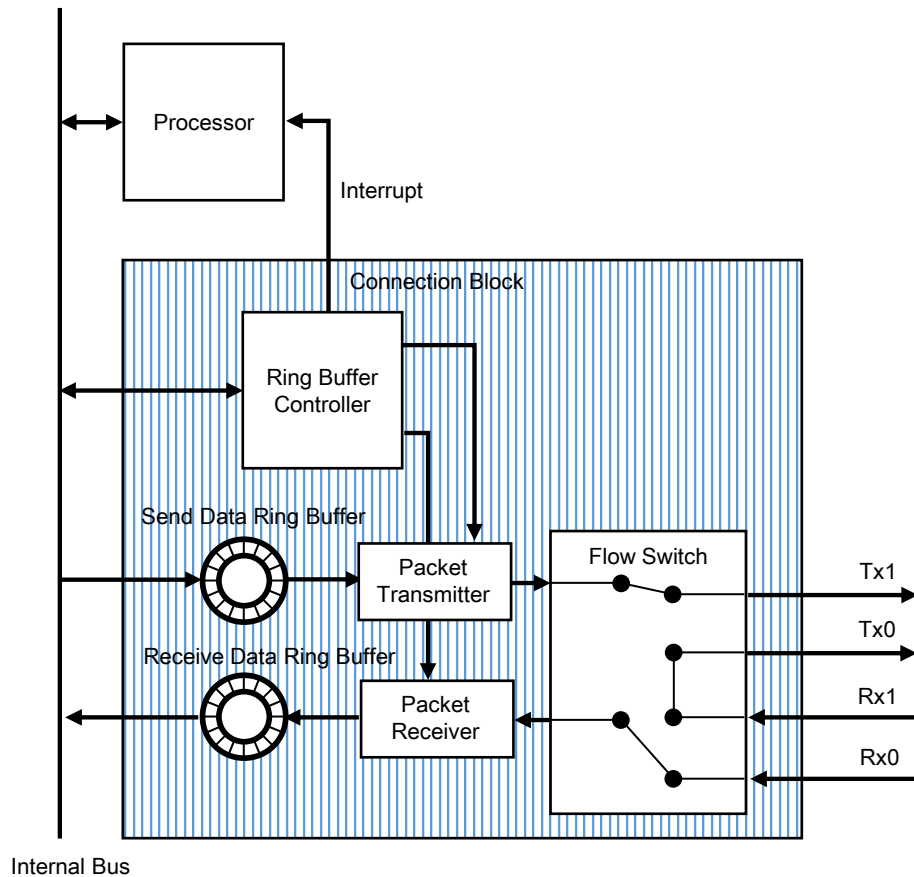 Processor
Interrupt
Connection Block
Ring Buffer
Controller
Send Data Ring Buffer
Packet
Transmitter
Flow Switch
Tx1
Tx0
Receive Data Ring Buffer
Packet
Receiver
Rx1
Rx0
Internal Bus